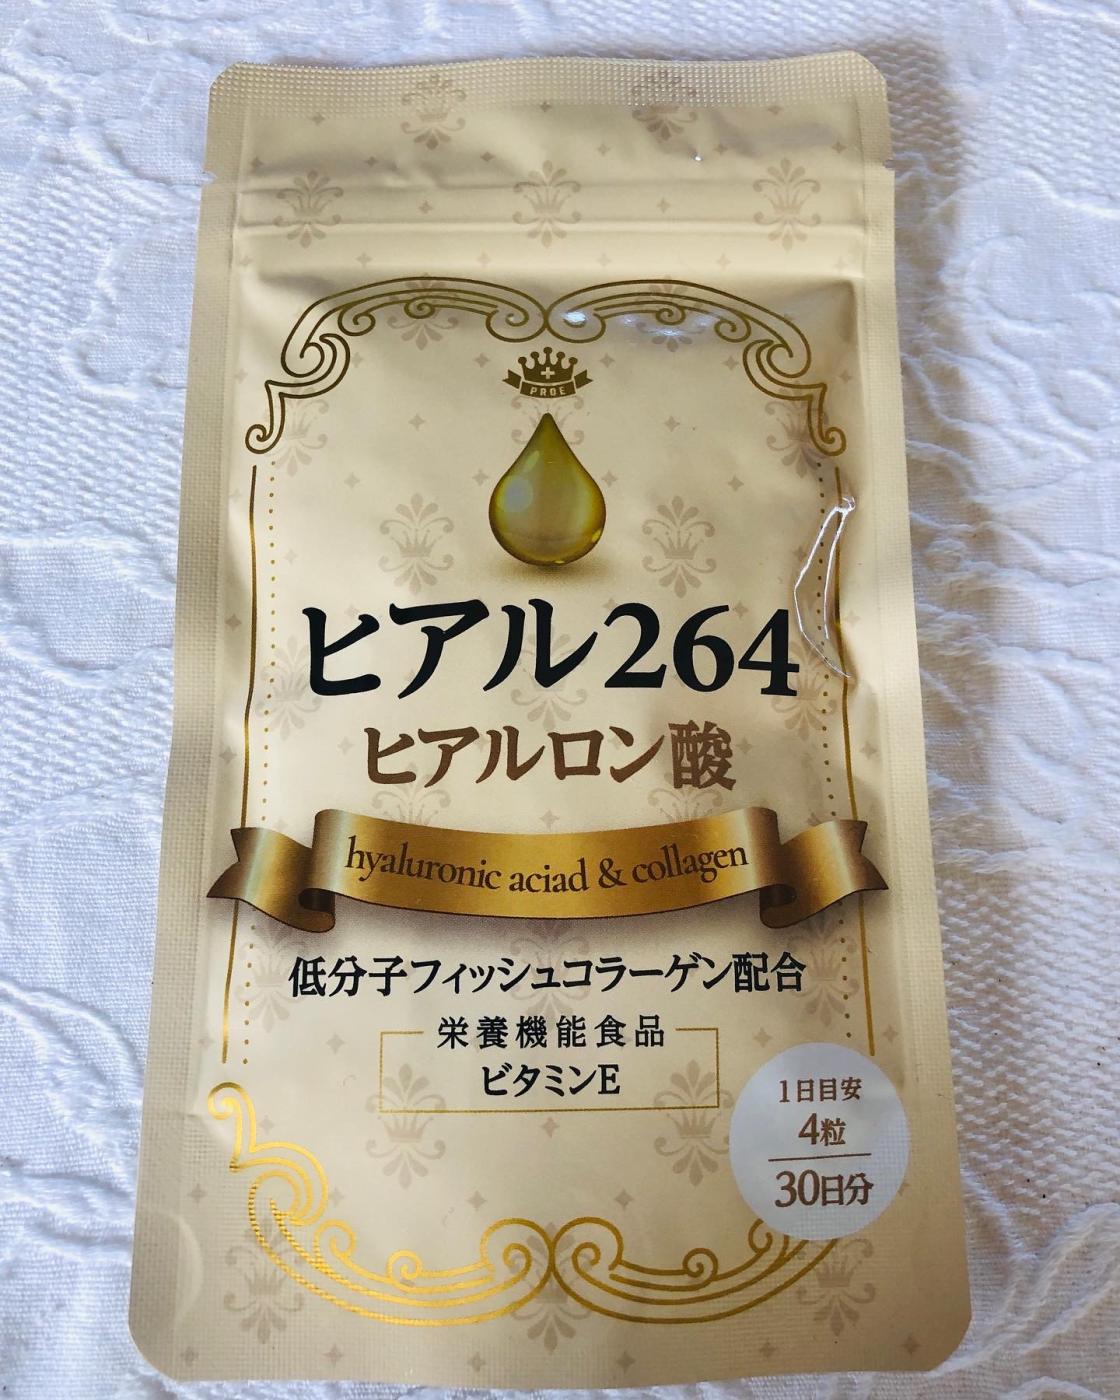 PROE
ヒアル264
ヒアルロン酸
hyaluronic aciad & collagen
低分子フィッシュコラーゲン配合
栄養機能食品
ビタミンE
1日目安
4粒
30日分